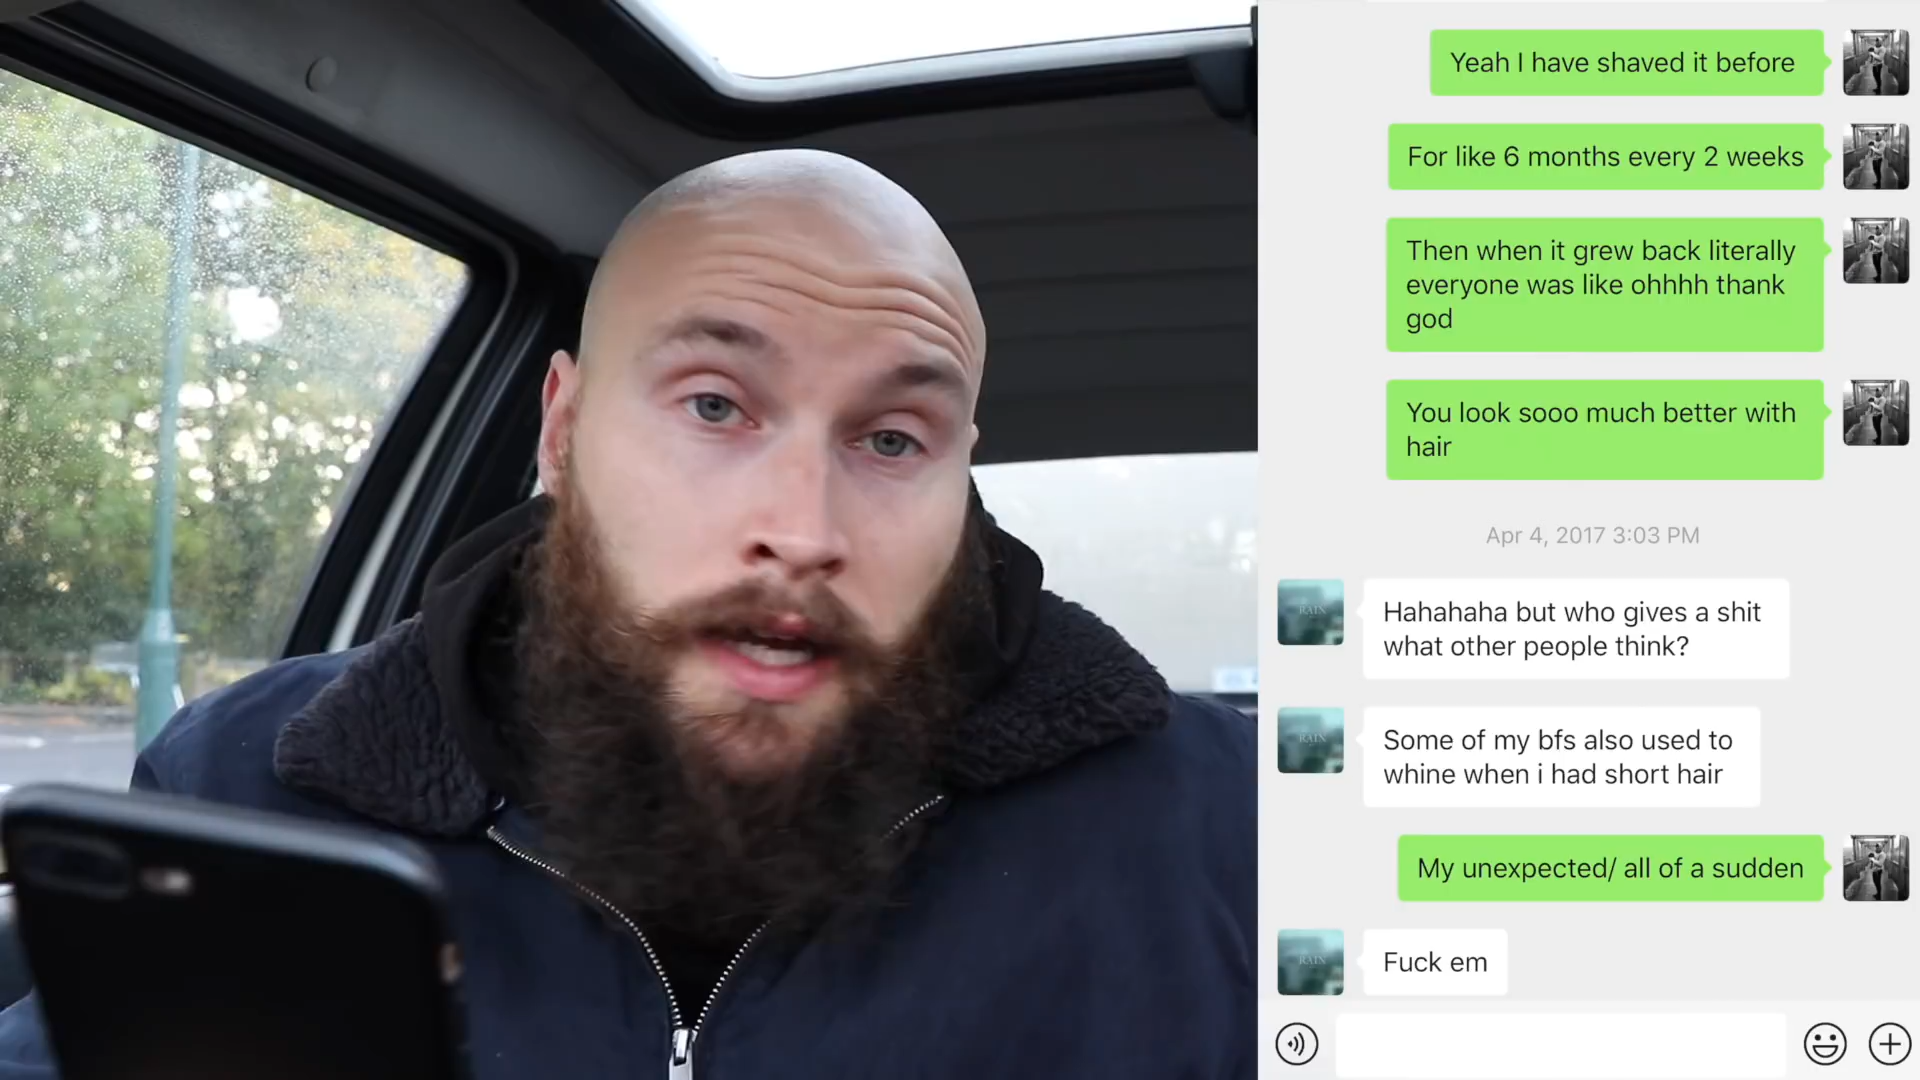 Yeah I have shaved it before
For like 6 months every 2 weeks
Then when it grew back literally
everyone was like ohhhh thank
god
You look sooo much better with
hair
Apr 4, 2017 3:03 PM
RAIN
Hahahaha but who gives a shit
what other people think?
RAIN
Some of my bfs also used to
whine when i had short hair
My unexpected/ all of a sudden
RAIN
Fuck em